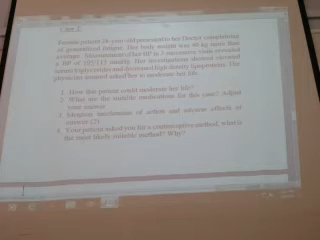 Case 2
Female patient 26-year-old presented to her Doctor complaining
of generalized fatigue. Her body weight was 40 kg more than
average. Measurement of her BP in 3 successive visits revealed
a BP of 155/ mmHg. Her investigations showed elevated
serum triglycerides and decreased high density lipoproteins. The
physician assistant asked her to moderate her life
1. How this patient could moderate her life?
2. What are the suitable medications for this case? Adjust
your answer
3. Mention mechanism of action and adverse effects of
answer (2)
4. Your patient asked you for a contraceptive method, what is
the most likely suitable method? Why?